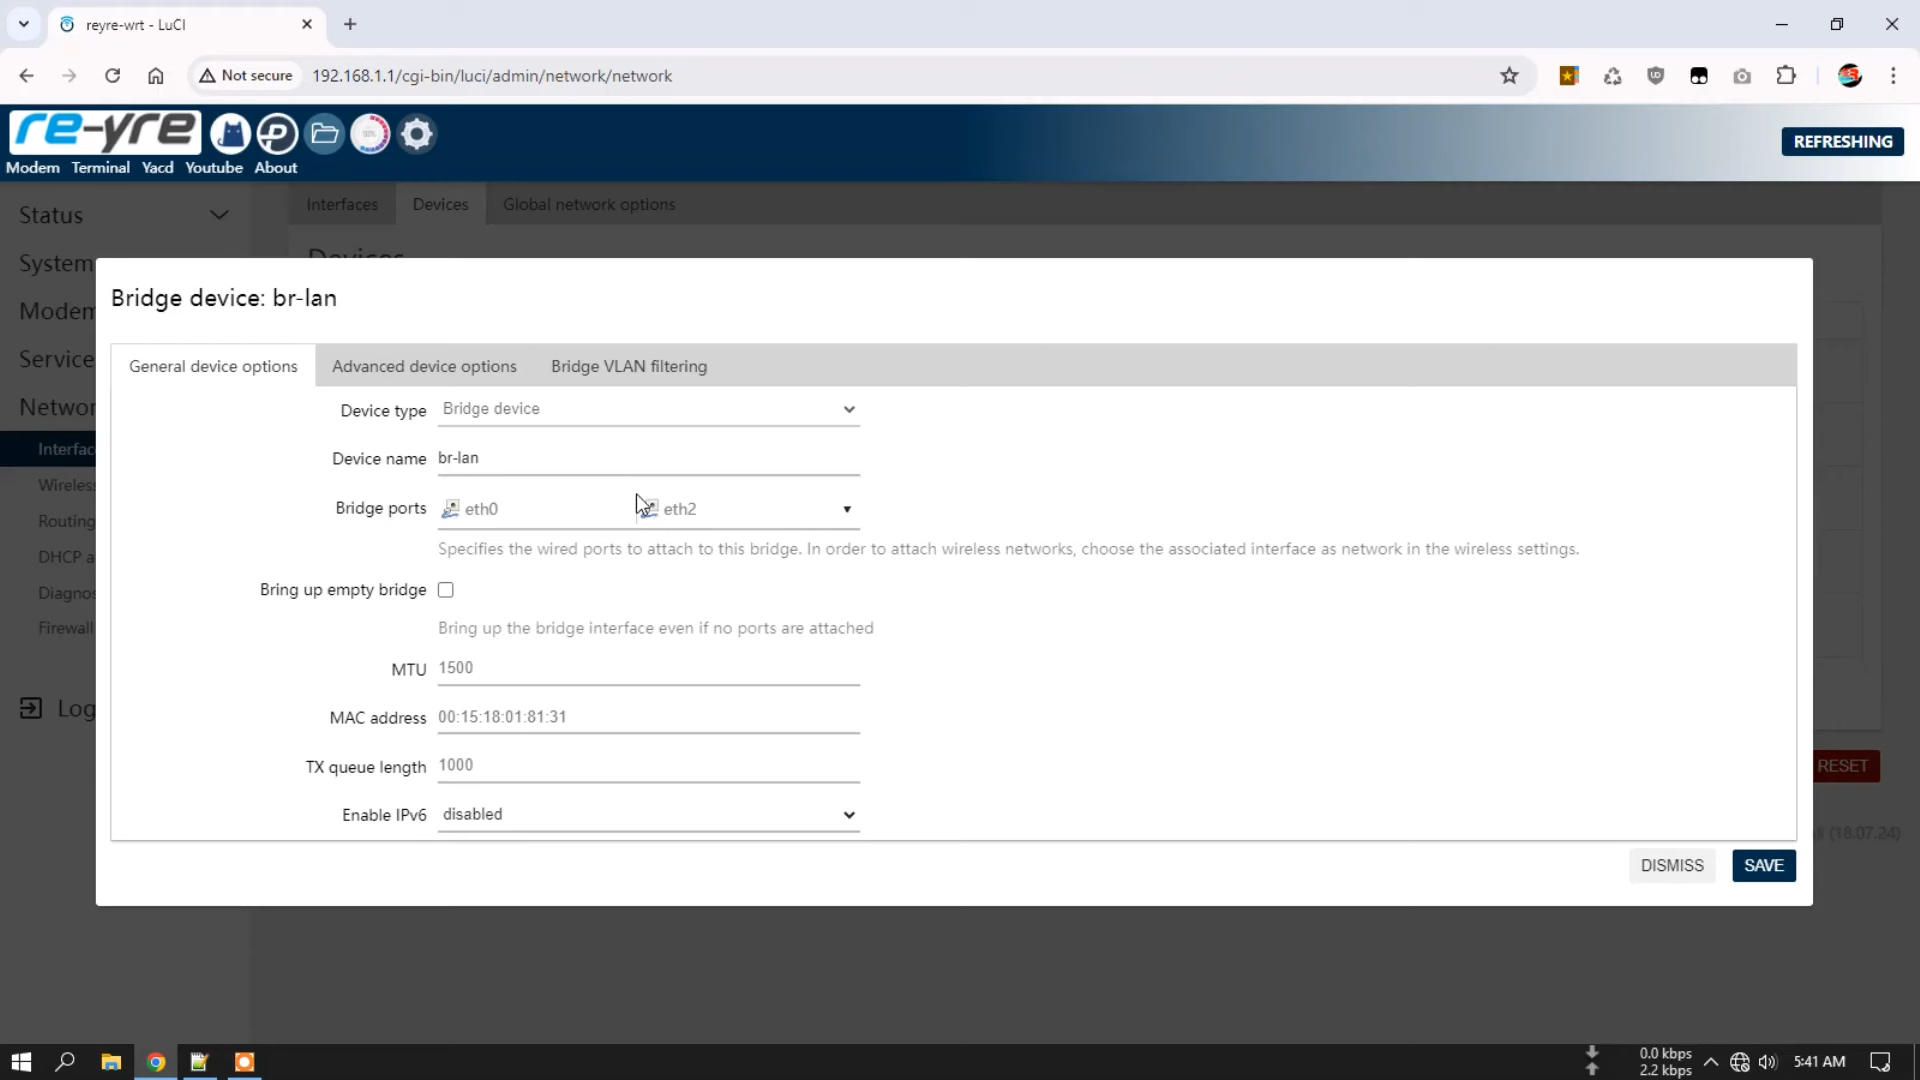 reyre-wrt - LuCI
Not secure
192.168.1.1/cgi-bin/luci/admin/network/network
re-yre
REFRESHING
Modem Terminal Yacd Youtube About
Status
Interfaces
Devices
Global network options
System
Devices
Bridge device: br-lan
Modem
General device options
Advanced device options
Bridge VLAN filtering
Service
Device type
Bridge device
Networ
Interfac
Device name
br-lan
Wireless
Bridge ports
eth0
eth2
Routing
Specifies the wired ports to attach to this bridge. In order to attach wireless networks, choose the associated interface as network in the wireless settings.
DHCP a
Bring up empty bridge
Diagnos
Bring up the bridge interface even if no ports are attached
Firewall
MTU
1500
Log
MAC address
00:15:18:01:81:31
TX queue length
1000
RESET
Enable IPv6
disabled
(18.07.24)
DISMISS
SAVE
0.0 kbps
2.2 kbps
5:41 AM